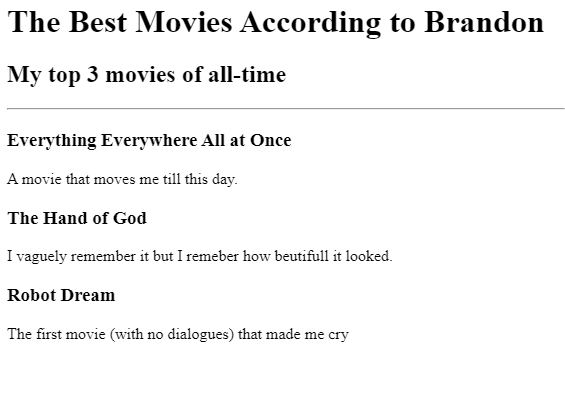 The Best Movies According to Brandon
My top 3 movies of all-time
Everything Everywhere All at Once
A movie that moves me till this day.
The Hand of God
I vaguely remember it but I remeber how beutifull it looked.
Robot Dream
The first movie (with no dialogues) that made me cry